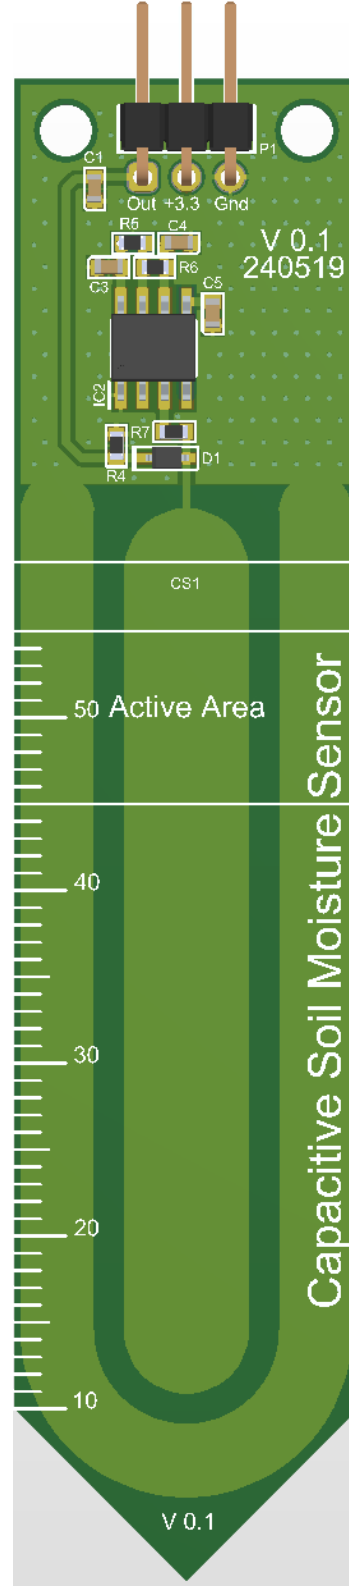 P1
C1
Out +3.3 Gnd
R5 C4
V 0.1
240519
R6
C3
C5
IC2
R7
D1
R4
CS1
50 Active Area
40
30
20
10
Capacitive Soil Moisture Sensor
V 0.1